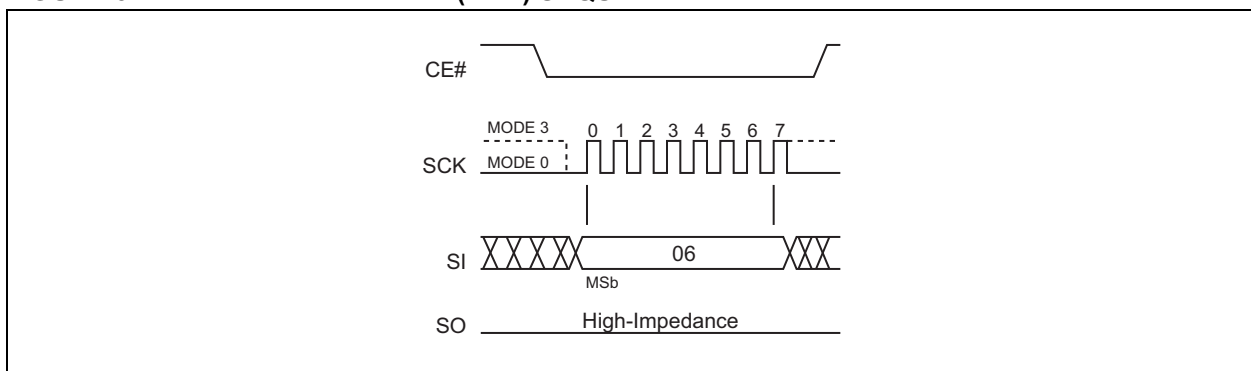 CE#
MODE 3
0 1 2 3 4 5 6 7
SCK
MODE 0
SI
06
MSb
SO
High-Impedance